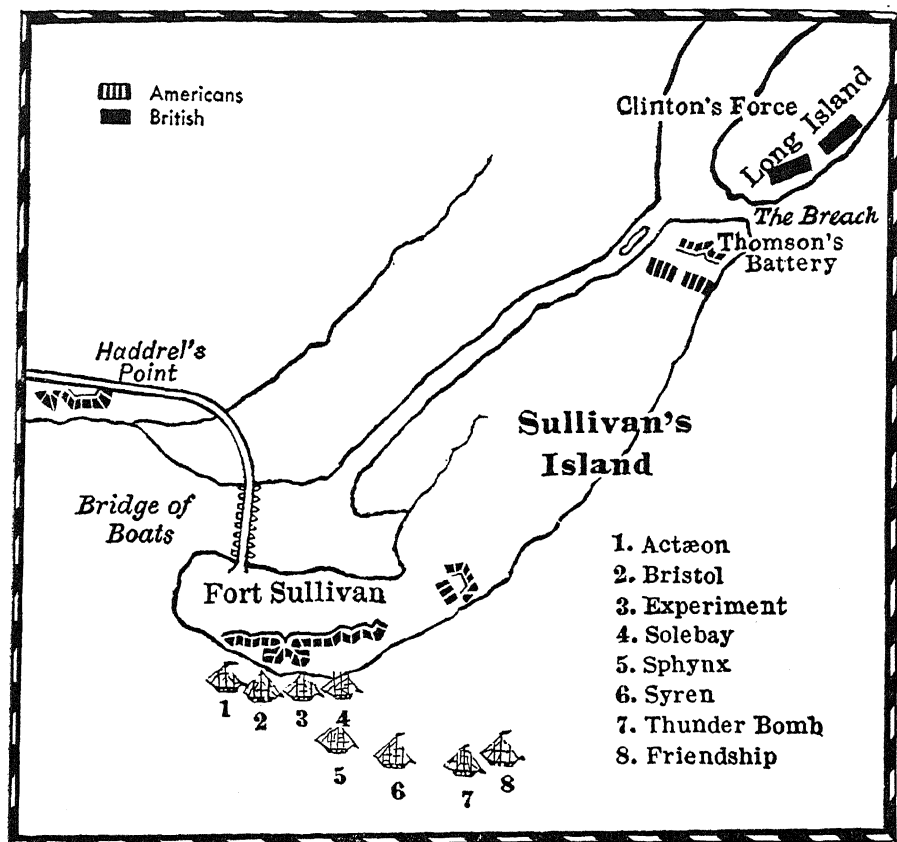 Americans
British
Clinton's Force
Long Island
The Breach
Thomson's
Battery
Haddrel's
Point
Sullivan's
Island
Bridge of
Boats
Fort Sullivan
1. Actæon
2. Bristol
3. Experiment
4. Solebay
5. Sphynx
6. Syren
7. Thunder Bomb
8. Friendship
1
2
3
4
5
6
7
8